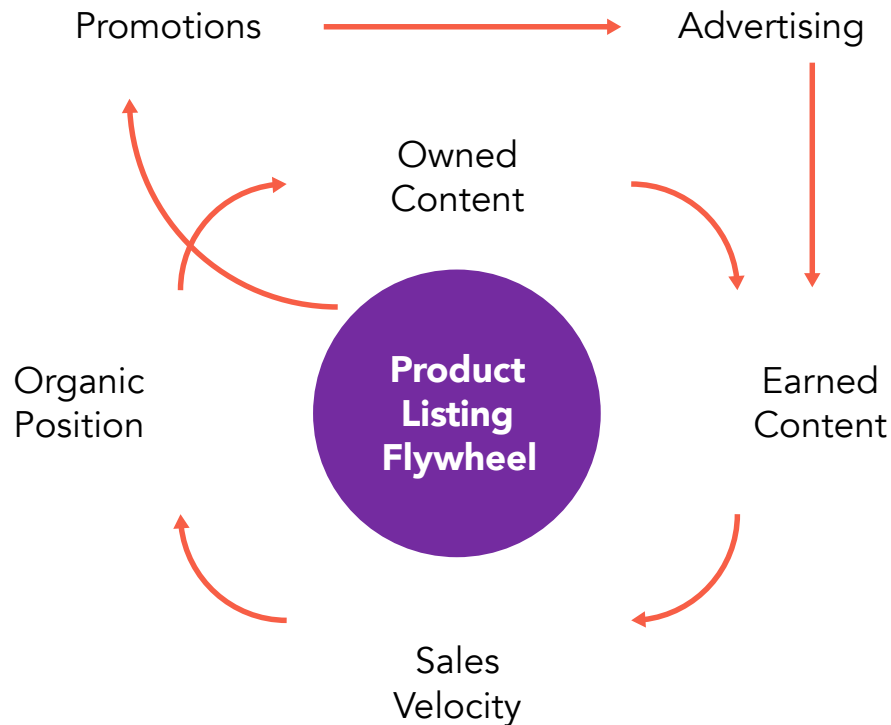 Promotions
Advertising
Owned
Content
Product
Listing
Flywheel
Organic
Position
Earned
Content
Sales
Velocity